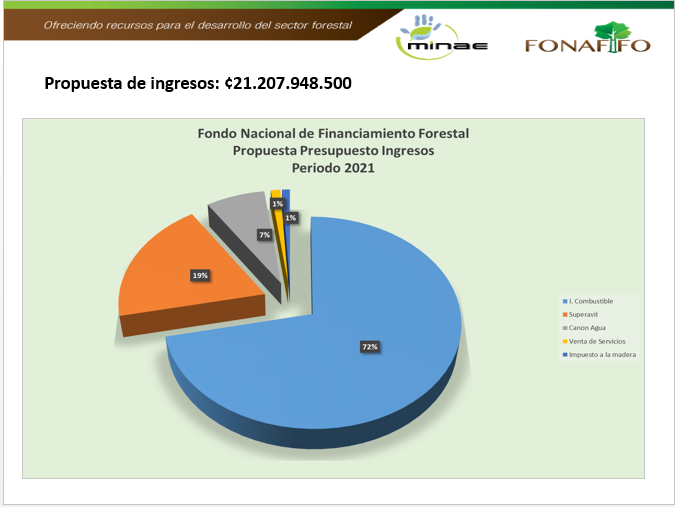 Ofreciendo recursos para el desarrollo del sector forestal
minae
FONAFIFO
Propuesta de ingresos: ¢21.207.948.500
Fondo Nacional de Financiamiento Forestal
Propuesta Presupuesto Ingresos
Periodo 2021
1%
1%
7%
19%
72%
I. Combustible
Superavit
Canon Agua
Venta de Servicios
Impuesto a la madera